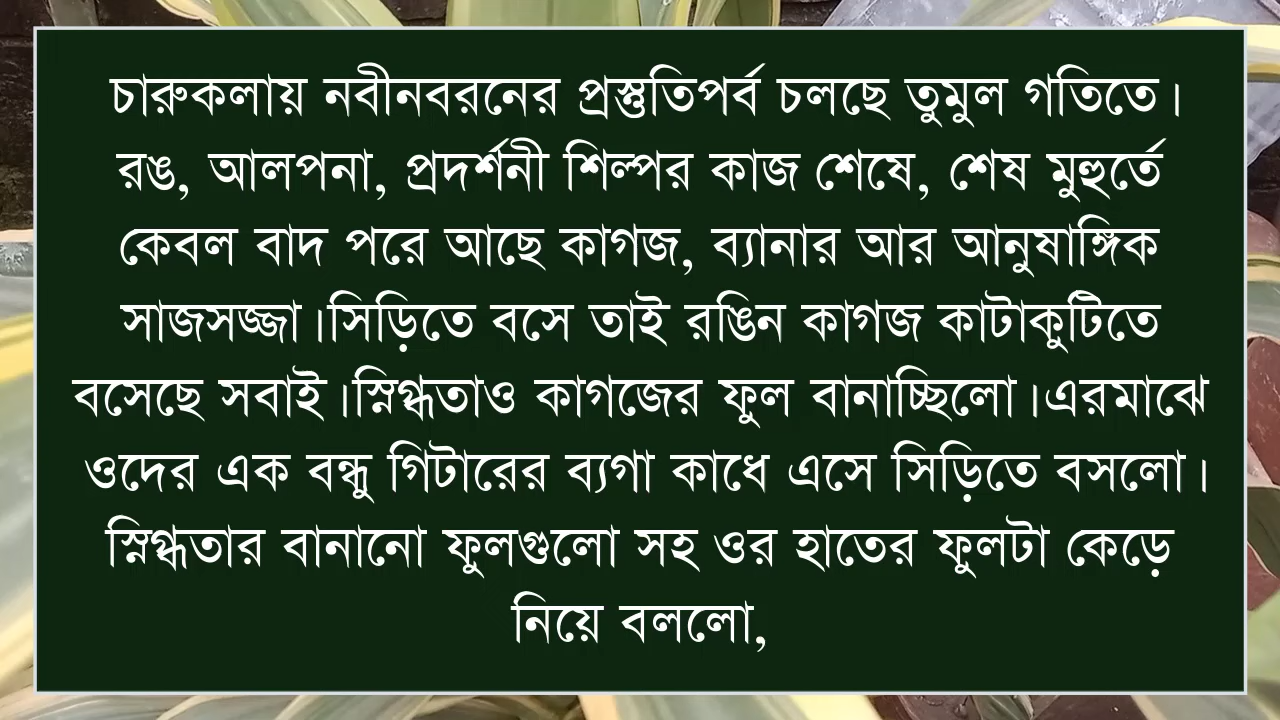 চারুকলায় নবীনবরনের প্রস্তুতিপর্ব চলছে তুমুল গতিতে।
রঙ, আলপনা, প্রদর্শনী শিল্পর কাজ শেষে, শেষ মুহুর্তে
কেবল বাদ পরে আছে কাগজ, ব্যানার আর আনুষাঙ্গিক
সাজসজ্জা।সিড়িতে বসে তাই রঙিন কাগজ কাটাকুটিতে
বসেছে সবাই।স্নিগ্ধতাও কাগজের ফুল বানাচ্ছিলো।এরমাঝে
ওদের এক বন্ধু গিটারের ব্যগা কাধে এসে সিড়িতে বসলো।
স্নিগ্ধতার বানানো ফুলগুলো সহ ওর হাতের ফুলটা কেড়ে
নিয়ে বললো,